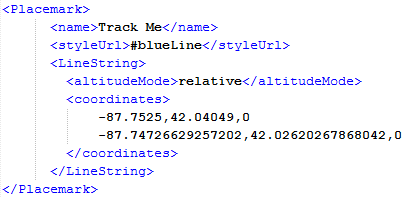 <Placemark>
<name>Track Me</name>
<styleUrl>#blueLine</styleUrl>
<LineString>
<altitudeMode>relative</altitudeMode>
<coordinates>
-87.7525,42.04049,0
-87.74726629257202,42.02620267868042,0
</coordinates>
</LineString>
</Placemark>